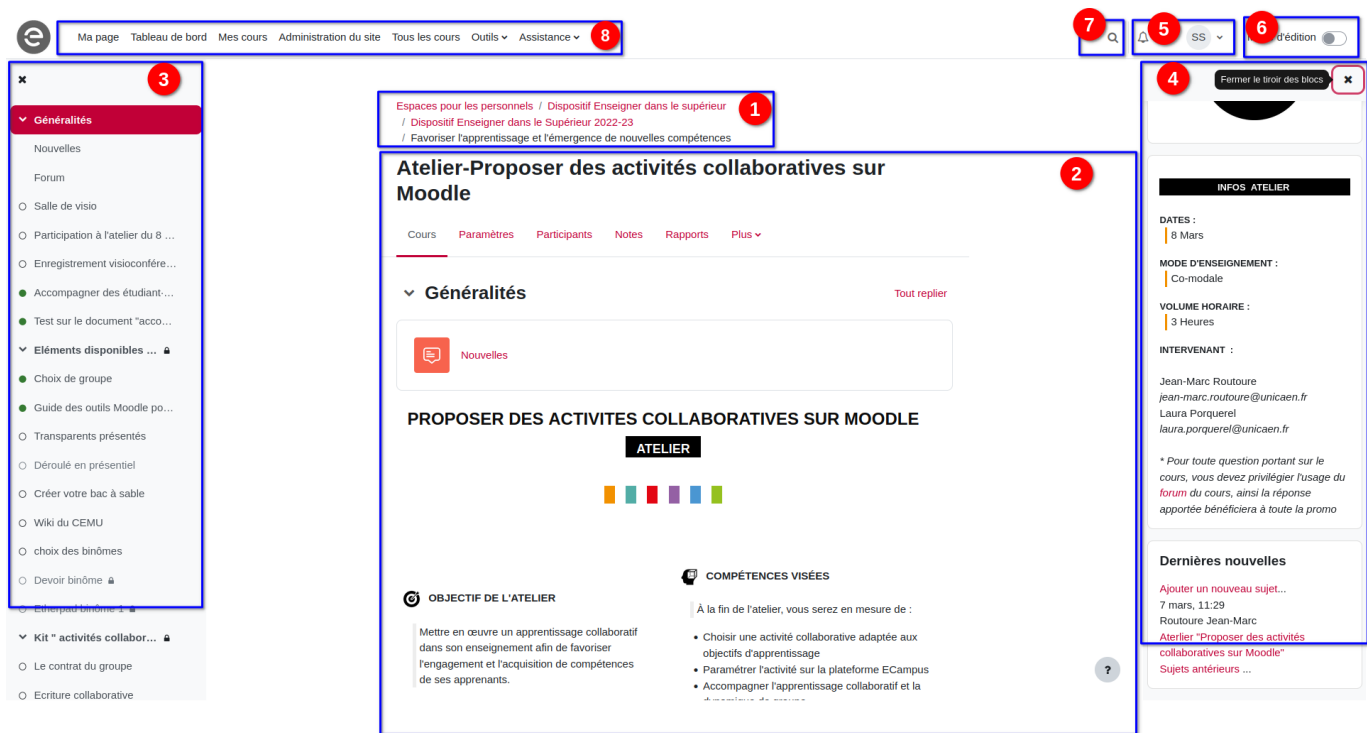 e
Ma page Tableau de bord Mes cours Administration du site Tous les cours Outils Assistance 8
7
5 SS
6 d'édition
3
Généralités
Nouvelles
Forum
Salle de visio
Participation à l'atelier du 8 ...
Enregistrement visioconfére...
Accompagner des étudiant·...
Test sur le document "acco...
Eléments disponibles ...
Choix de groupe
Guide des outils Moodle po...
Transparents présentés
Déroulé en présentiel
Créer votre bac à sable
Wiki du CEMU
choix des binômes
Devoir binôme
Etherpad binôme 1
Kit " activités collabor...
Le contrat du groupe
Ecriture collaborative
1
Espaces pour les personnels / Dispositif Enseigner dans le supérieur
/ Dispositif Enseigner dans le Supérieur 2022-23
/ Favoriser l'apprentissage et l'émergence de nouvelles compétences
2
Atelier-Proposer des activités collaboratives sur
Moodle
Cours Paramètres Participants Notes Rapports Plus
Généralités Tout replier
Nouvelles
PROPOSER DES ACTIVITES COLLABORATIVES SUR MOODLE
ATELIER
OBJECTIF DE L'ATELIER
Mettre en œuvre un apprentissage collaboratif
dans son enseignement afin de favoriser
l'engagement et l'acquisition de compétences
de ses apprenants.
COMPÉTENCES VISÉES
À la fin de l'atelier, vous serez en mesure de :
• Choisir une activité collaborative adaptée aux
objectifs d'apprentissage
• Paramétrer l'activité sur la plateforme ECampus
• Accompagner l'apprentissage collaboratif et la
dynamique de groupe
?
4 Fermer le tiroir des blocs
INFOS ATELIER
DATES :
8 Mars
MODE D'ENSEIGNEMENT :
Co-modale
VOLUME HORAIRE :
3 Heures
INTERVENANT :
Jean-Marc Routoure
jean-marc.routoure@unicaen.fr
Laura Porquerel
laura.porquerel@unicaen.fr
* Pour toute question portant sur le
cours, vous devez privilégier l'usage du
forum du cours, ainsi la réponse
apportée bénéficiera à toute la promo
Dernières nouvelles
Ajouter un nouveau sujet...
7 mars, 11:29
Routoure Jean-Marc
Aterlier "Proposer des activités
collaboratives sur Moodle"
Sujets antérieurs ...